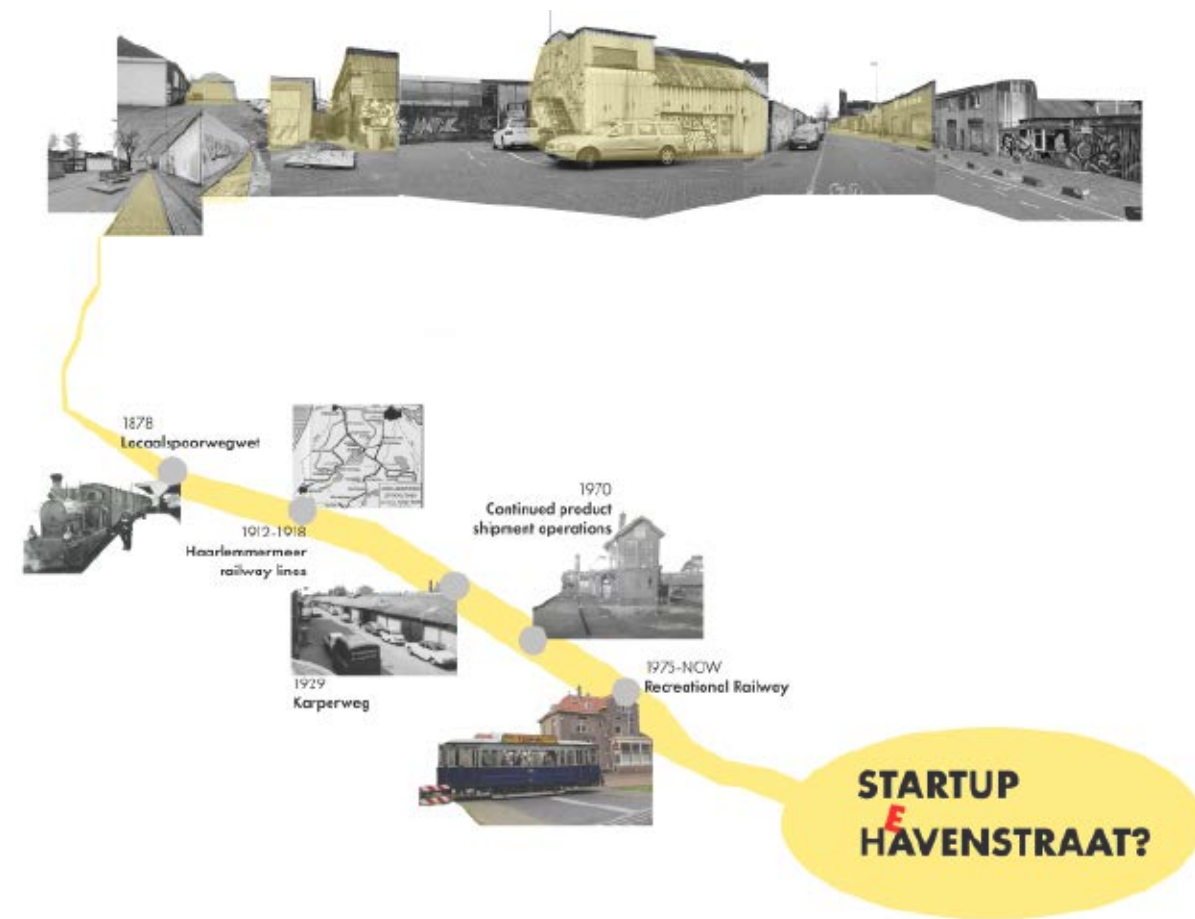 1878
Locaalspoorwegwet
1912-1918
Haarlemmermeer
railway lines
1970
Continued product
shipment operations
1929
Karperweg
1975-NOW
Recreational Railway
STARTUP
HEAVENSTRAAT?